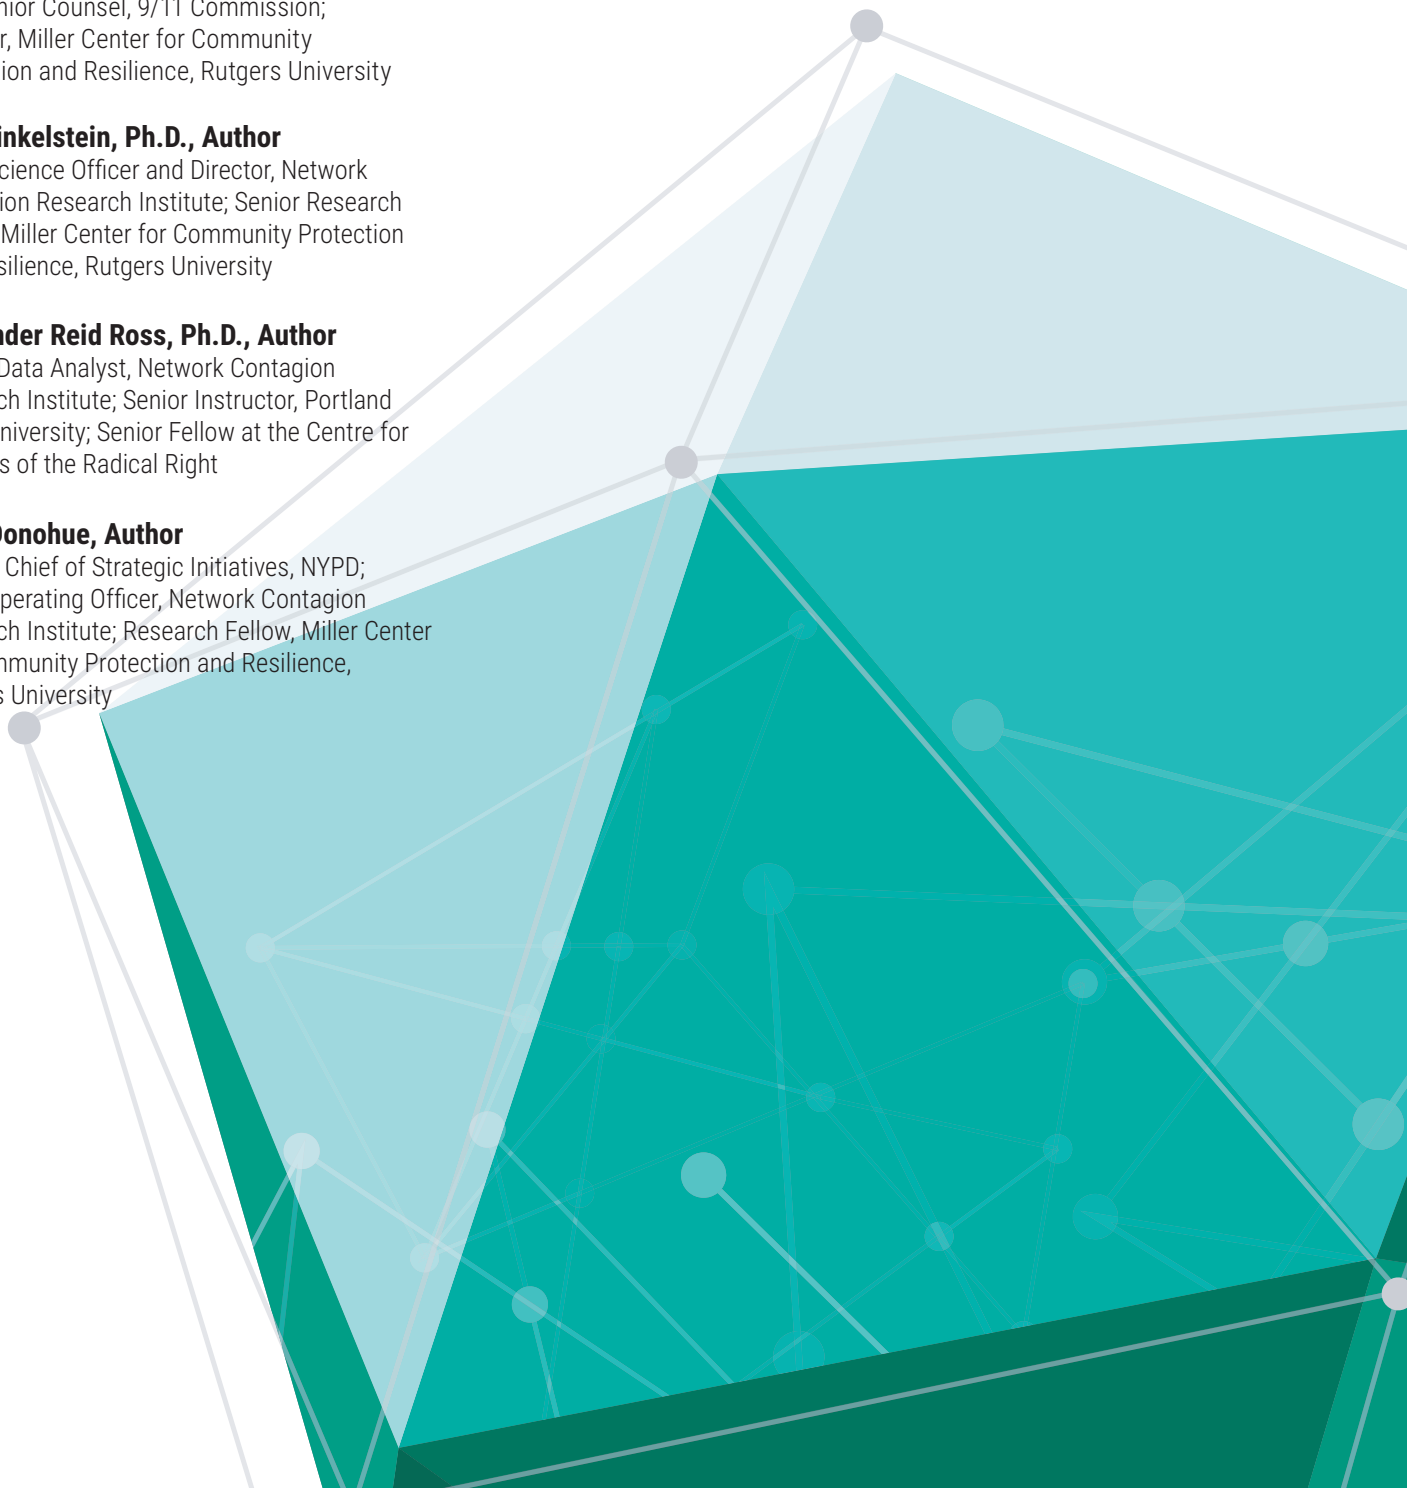 nior Counsel, 9/11 Commission;
r, Miller Center for Community
ion and Resilience, Rutgers University
inkelstein, Ph.D., Author
cience Officer and Director, Network
ion Research Institute; Senior Research
Miller Center for Community Protection
silience, Rutgers University
nder Reid Ross, Ph.D., Author
Data Analyst, Network Contagion
ch Institute; Senior Instructor, Portland
niversity; Senior Fellow at the Centre for
s of the Radical Right
Donohue, Author
Chief of Strategic Initiatives, NYPD;
perating Officer, Network Contagion
ch Institute; Research Fellow, Miller Center
mmunity Protection and Resilience,
s University